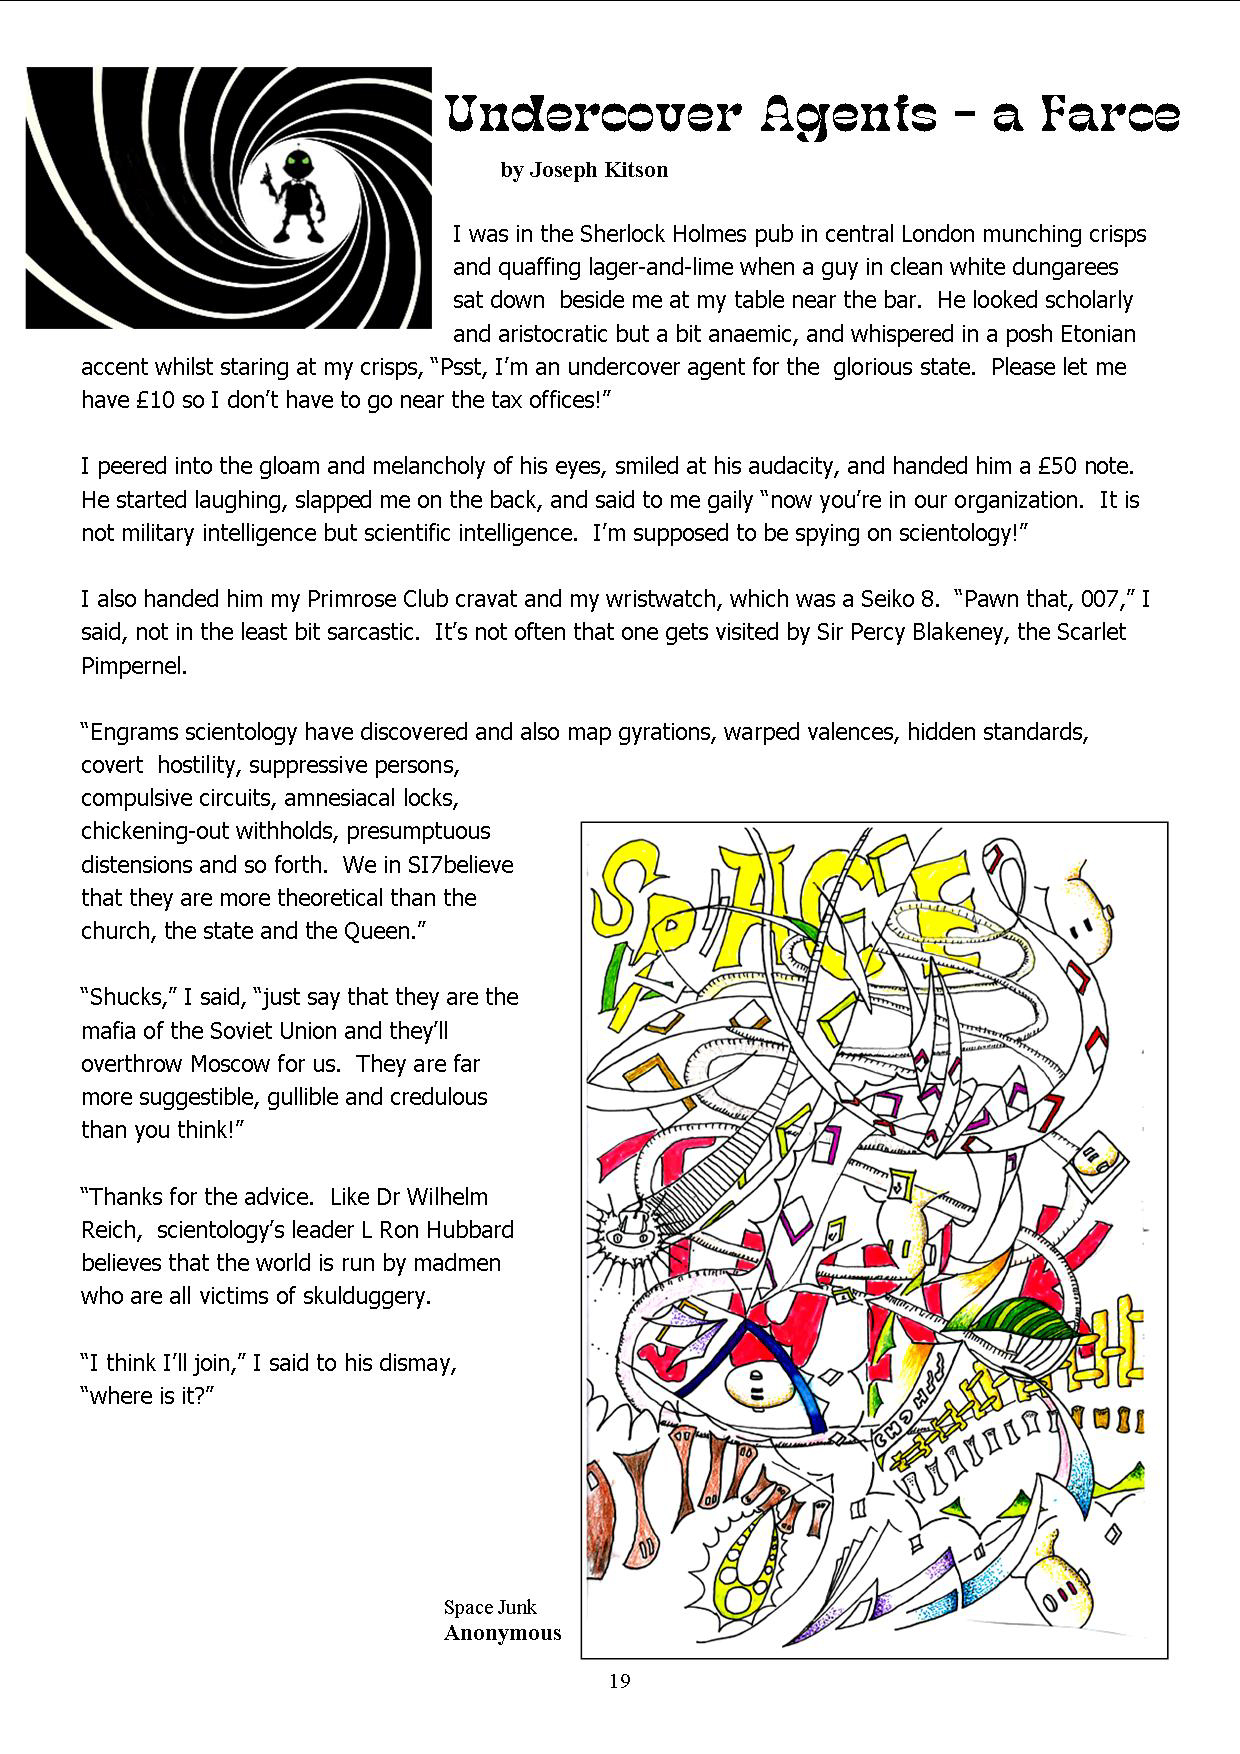 Undercover Agents - a Farce
by Joseph Kitson
I was in the Sherlock Holmes pub in central London munching crisps
and quaffing lager-and-lime when a guy in clean white dungarees
sat down  beside me at my table near the bar.  He looked scholarly
and aristocratic but a bit anaemic, and whispered in a posh Etonian
accent whilst staring at my crisps, “Psst, I’m an undercover agent for the  glorious state.  Please let me
have £10 so I don’t have to go near the tax offices!”
I peered into the gloam and melancholy of his eyes, smiled at his audacity, and handed him a £50 note.
He started laughing, slapped me on the back, and said to me gaily “now you’re in our organization.  It is
not military intelligence but scientific intelligence.  I’m supposed to be spying on scientology!”
I also handed him my Primrose Club cravat and my wristwatch, which was a Seiko 8.  “Pawn that, 007,” I
said, not in the least bit sarcastic.  It’s not often that one gets visited by Sir Percy Blakeney, the Scarlet
Pimpernel.
“Engrams scientology have discovered and also map gyrations, warped valences, hidden standards,
covert  hostility, suppressive persons,
compulsive circuits, amnesiacal locks,
chickening-out withholds, presumptuous
distensions and so forth.  We in SI7believe
that they are more theoretical than the
church, the state and the Queen.”
“Shucks,” I said, “just say that they are the
mafia of the Soviet Union and they’ll
overthrow Moscow for us.  They are far
more suggestible, gullible and credulous
than you think!”
“Thanks for the advice.  Like Dr Wilhelm
Reich,  scientology’s leader L Ron Hubbard
believes that the world is run by madmen
who are all victims of skulduggery.
“I think I’ll join,” I said to his dismay,
“where is it?”
SPACE
Space Junk
Anonymous
19